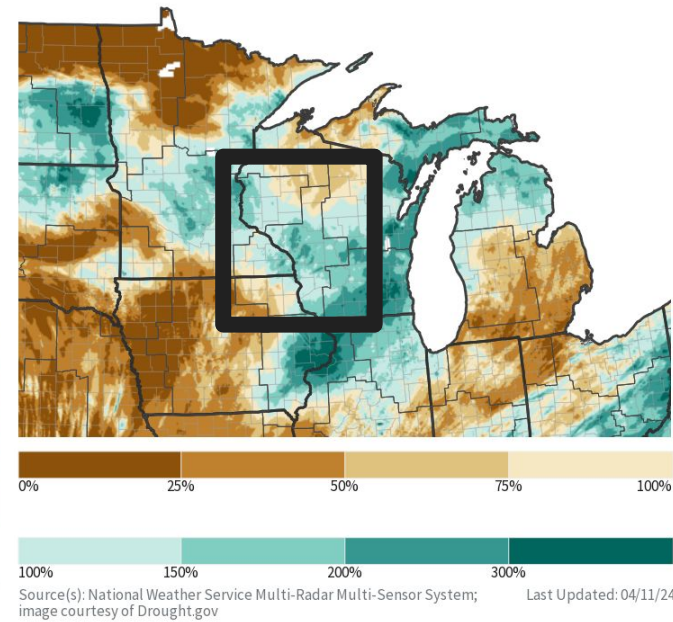 0% 25% 50% 75% 100%
100% 150% 200% 300%
Source(s): National Weather Service Multi-Radar Multi-Sensor System; Last Updated: 04/11/24
image courtesy of Drought.gov